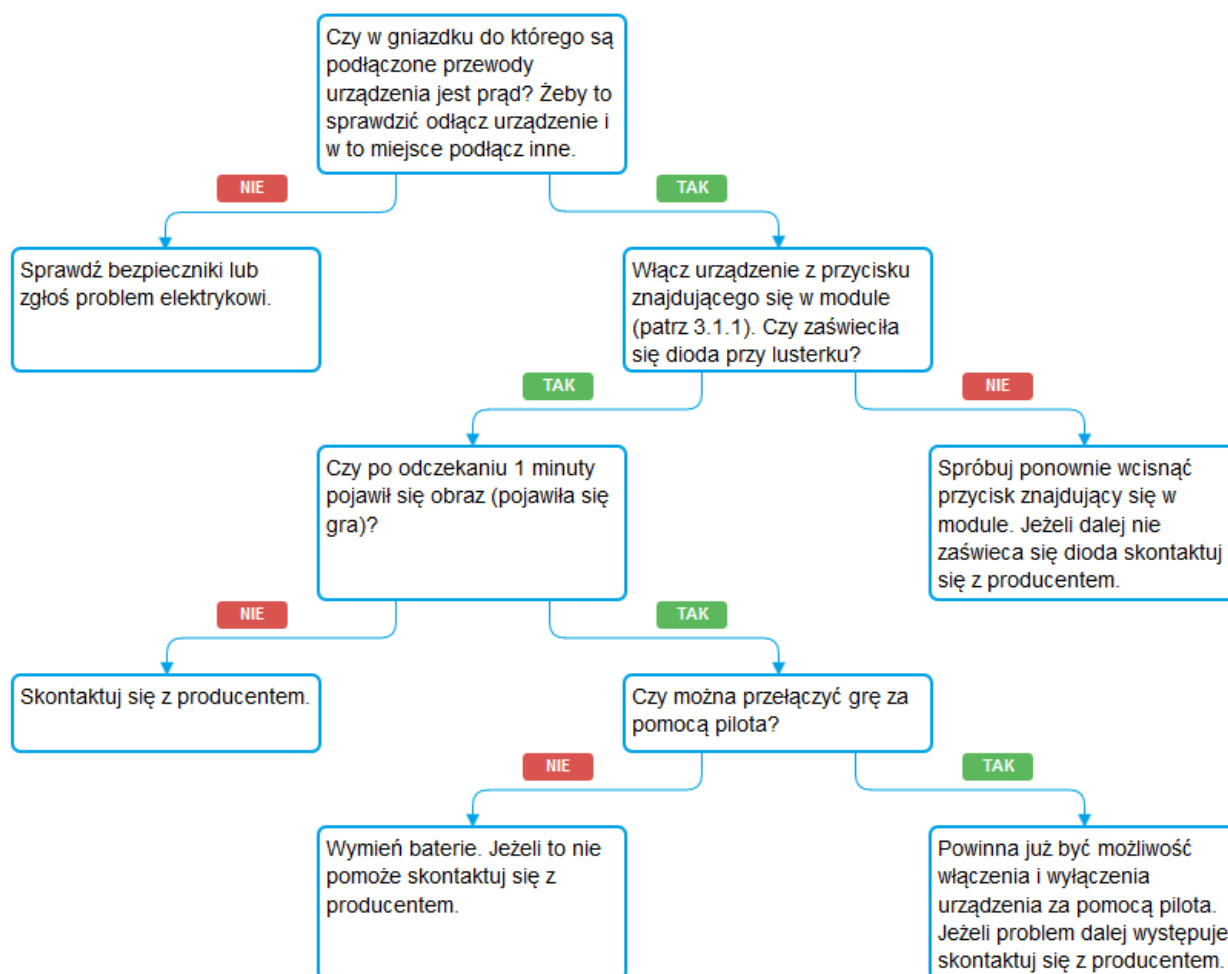 Czy w gniazdku do którego są
podłączone przewody
urządzenia jest prąd? Żeby to
sprawdzić odłącz urządzenie i
w to miejsce podłącz inne.
NIE
TAK
Sprawdź bezpieczniki lub
zgłoś problem elektrykowi.
Włącz urządzenie z przycisku
znajdującego się w module
(patrz 3.1.1). Czy zaświeciła
się dioda przy lusterku?
TAK
NIE
Czy po odczekaniu 1 minuty
pojawił się obraz (pojawiła się
gra)?
Spróbuj ponownie wcisnąć
przycisk znajdujący się w
module. Jeżeli dalej nie
zaświeca się dioda skontaktuj
się z producentem.
NIE
TAK
Skontaktuj się z producentem.
Czy można przełączyć grę za
pomocą pilota?
NIE
TAK
Wymień baterie. Jeżeli to nie
pomoże skontaktuj się z
producentem.
Powinna już być możliwość
włączenia i wyłączenia
urządzenia za pomocą pilota.
Jeżeli problem dalej występuje
skontaktuj się z producentem.